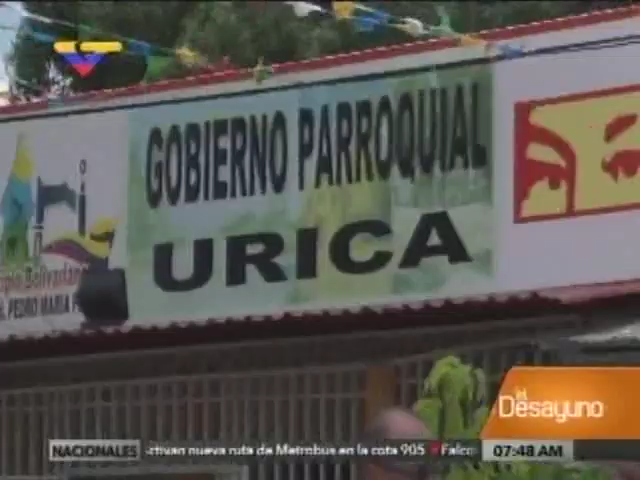 GOBIERNO PARROQUIAL
URICA
PEDRO MARIA
El Desayuno
NACIONALES
activan nueva ruta de Metrobus en la cota 905
Falco
07:48 AM